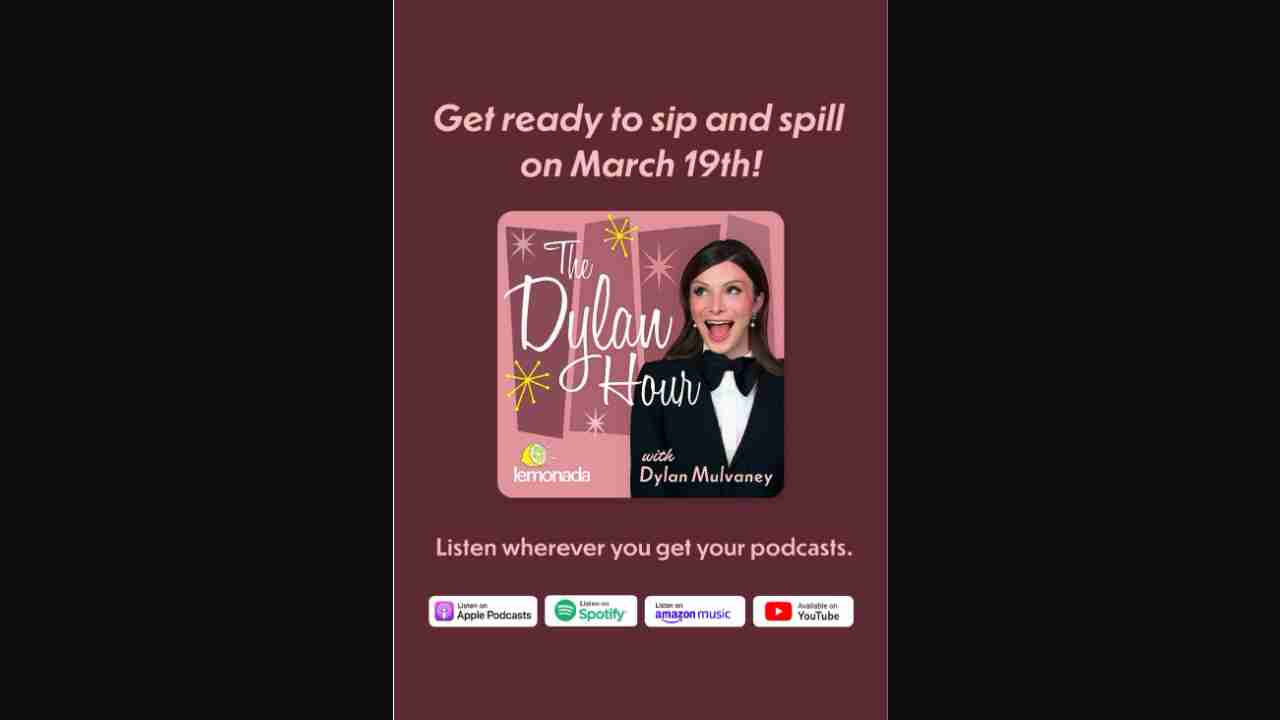 Get ready to sip and spill
on March 19th!
The
Dylan
Hour
with
Dylan Mulvaney
lemonada
Listen wherever you get your podcasts.
Listen on
Apple Podcasts
Listen on
Spotify
Listen on
amazon music
Available on
YouTube